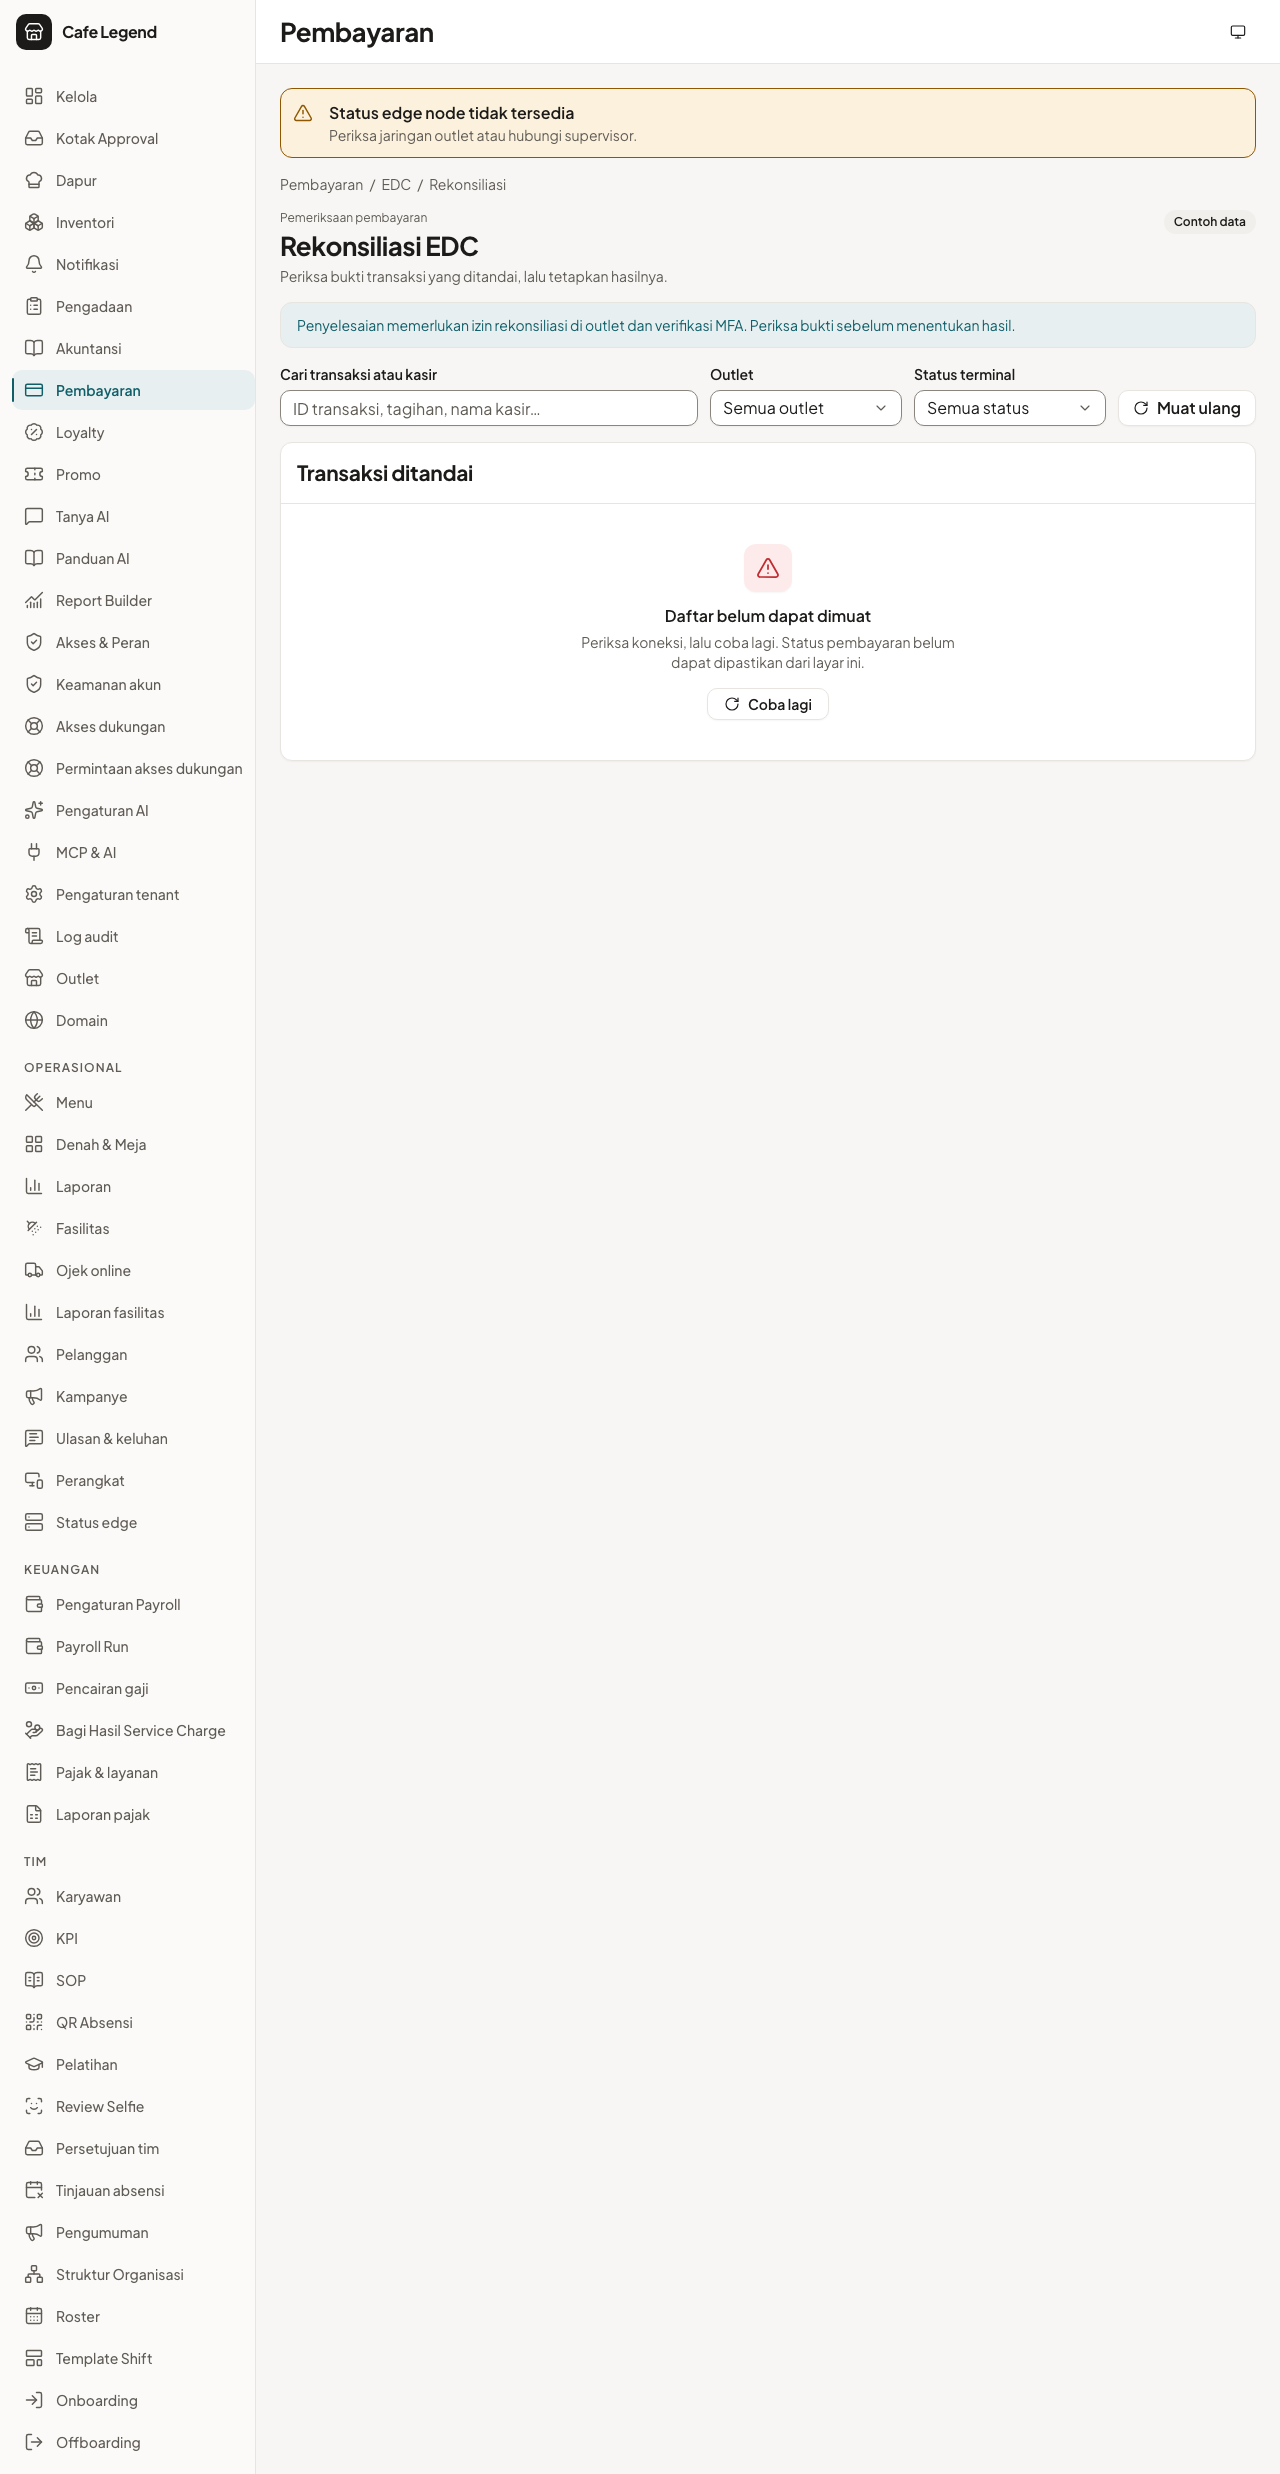 Cafe Legend
Kelola
Kotak Approval
Dapur
Inventori
Notifikasi
Pengadaan
Akuntansi
Pembayaran
Loyalty
Promo
Tanya AI
Panduan AI
Report Builder
Akses & Peran
Keamanan akun
Akses dukungan
Permintaan akses dukungan
Pengaturan AI
MCP & AI
Pengaturan tenant
Log audit
Outlet
Domain
OPERASIONAL
Menu
Denah & Meja
Laporan
Fasilitas
Ojek online
Laporan fasilitas
Pelanggan
Kampanye
Ulasan & keluhan
Perangkat
Status edge
KEUANGAN
Pengaturan Payroll
Payroll Run
Pencairan gaji
Bagi Hasil Service Charge
Pajak & layanan
Laporan pajak
TIM
Karyawan
KPI
SOP
QR Absensi
Pelatihan
Review Selfie
Persetujuan tim
Tinjauan absensi
Pengumuman
Struktur Organisasi
Roster
Template Shift
Onboarding
Offboarding
Pembayaran
Status edge node tidak tersedia
Periksa jaringan outlet atau hubungi supervisor.
Pembayaran / EDC / Rekonsiliasi
Pemeriksaan pembayaran
Contoh data
Rekonsiliasi EDC
Periksa bukti transaksi yang ditandai, lalu tetapkan hasilnya.
Penyelesaian memerlukan izin rekonsiliasi di outlet dan verifikasi MFA. Periksa bukti sebelum menentukan hasil.
Cari transaksi atau kasir
Outlet
Status terminal
ID transaksi, tagihan, nama kasir...
Semua outlet
Semua status
Muat ulang
Transaksi ditandai
Daftar belum dapat dimuat
Periksa koneksi, lalu coba lagi. Status pembayaran belum
dapat dipastikan dari layar ini.
Coba lagi